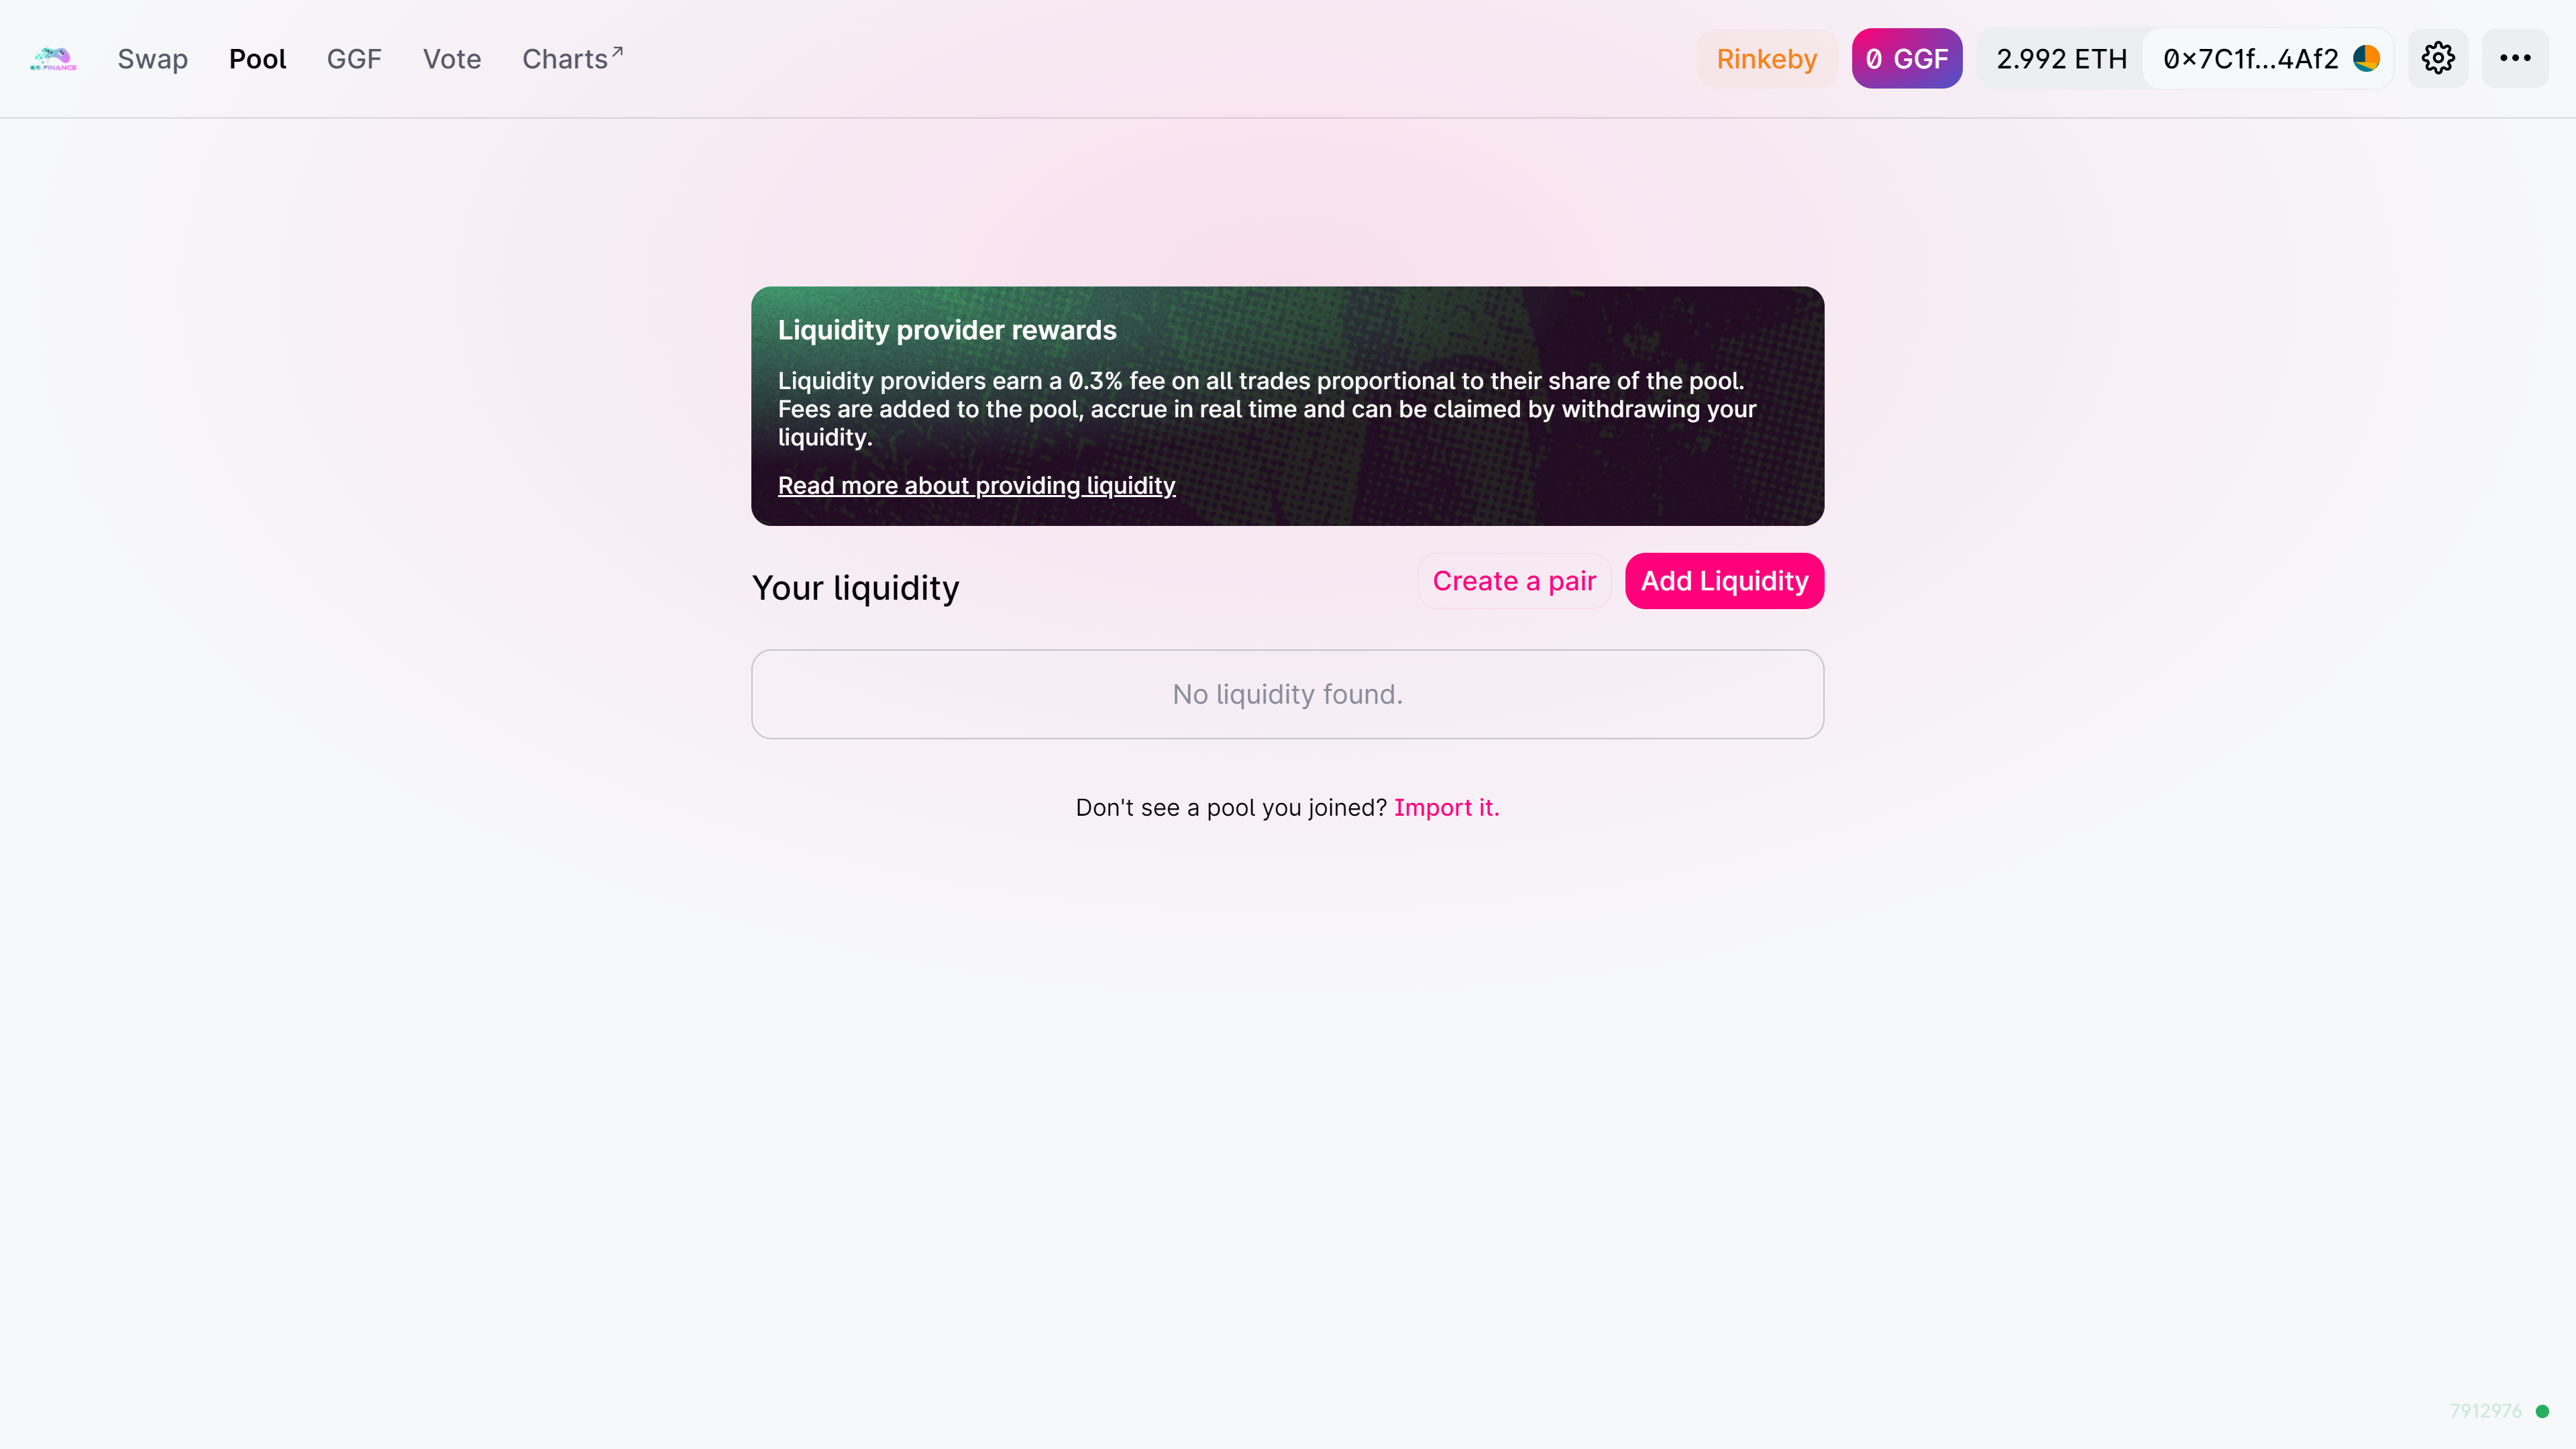 GG FINANCE
Swap
Pool
GGF
Vote
Charts↗
Rinkeby
0 GGF
2.992 ETH
0x7C1f...4Af2
Liquidity provider rewards
Liquidity providers earn a 0.3% fee on all trades proportional to their share of the pool.
Fees are added to the pool, accrue in real time and can be claimed by withdrawing your
liquidity.
Read more about providing liquidity
Your liquidity
Create a pair
Add Liquidity
No liquidity found.
Don't see a pool you joined? Import it.
7912976